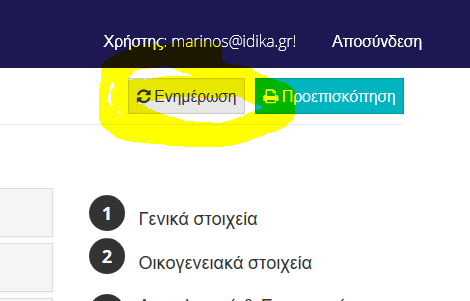 Χρήστης: marinos@idika.gr! Αποσύνδεση
Ενημέρωση Προεπισκόπηση
1 Γενικά στοιχεία
2 Οικογενειακά στοιχεία